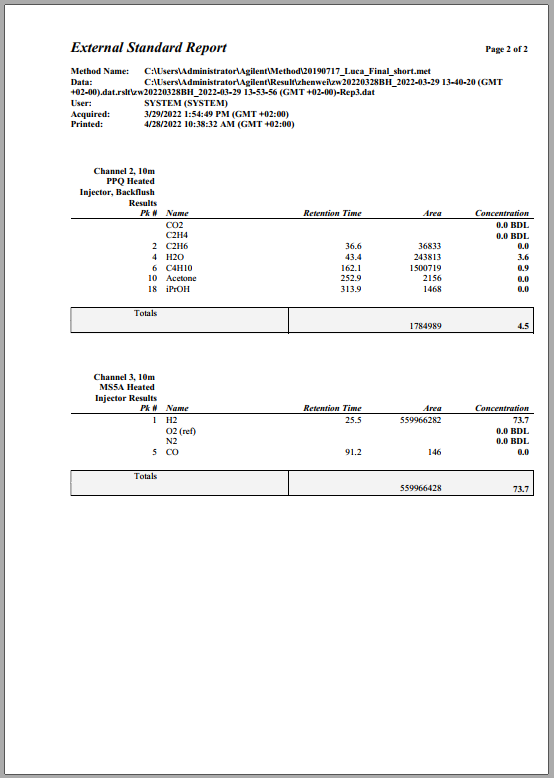 External Standard Report
Page 2 of 2
Method Name: C:\Users\Administrator\Agilent\Method\20190717_Luca_Final_short.met
Data: C:\Users\Administrator\Agilent\Result\zhenwei\zw20220328BH_2022-03-29 13-40-20 (GMT
+02-00).dat.rslt\zw20220328BH_2022-03-29 13-53-56 (GMT +02-00)-Rep3.dat
User: SYSTEM (SYSTEM)
Acquired: 3/29/2022 1:54:49 PM (GMT +02:00)
Printed: 4/28/2022 10:38:32 AM (GMT +02:00)
Channel 2, 10m
PPQ Heated
Injector, Backflush
Results
Pk # Name Retention Time Area Concentration
CO2 0.0 BDL
C2H4 0.0 BDL
2 C2H6 36.6 36833 0.0
4 H2O 43.4 243813 3.6
6 C4H10 162.1 1500719 0.9
10 Acetone 252.9 2156 0.0
18 iPrOH 313.9 1468 0.0
Totals
1784989 4.5
Channel 3, 10m
MS5A Heated
Injector Results
Pk # Name Retention Time Area Concentration
1 H2 25.5 559966282 73.7
O2 (ref) 0.0 BDL
N2 0.0 BDL
5 CO 91.2 146 0.0
Totals
559966428 73.7